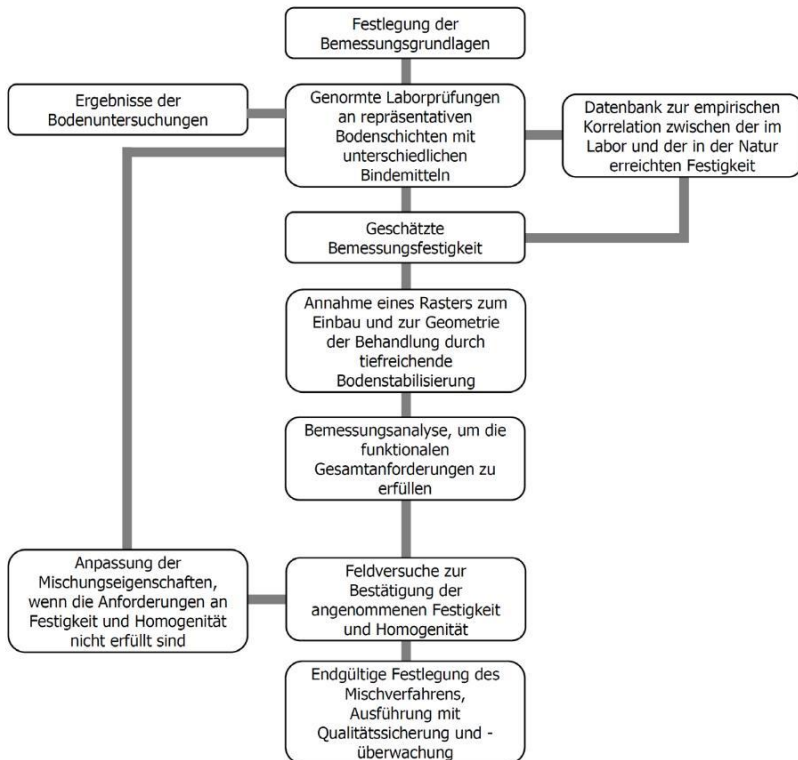 Festlegung der
Bemessungsgrundlagen
Ergebnisse der
Bodenuntersuchungen
Genormte Laborprüfungen
an repräsentativen
Bodenschichten mit
unterschiedlichen
Bindemitteln
Datenbank zur empirischen
Korrelation zwischen der im
Labor und der in der Natur
erreichten Festigkeit
Geschätzte
Bemessungsfestigkeit
Annahme eines Rasters zum
Einbau und zur Geometrie
der Behandlung durch
tiefreichende
Bodenstabilisierung
Bemessungsanalyse, um die
funktionalen
Gesamtanforderungen zu
erfüllen
Anpassung der
Mischungseigenschaften,
wenn die Anforderungen an
Festigkeit und Homogenität
nicht erfüllt sind
Feldversuche zur
Bestätigung der
angenommenen Festigkeit
und Homogenität
Endgültige Festlegung des
Mischverfahrens,
Ausführung mit
Qualitätssicherung und -
überwachung